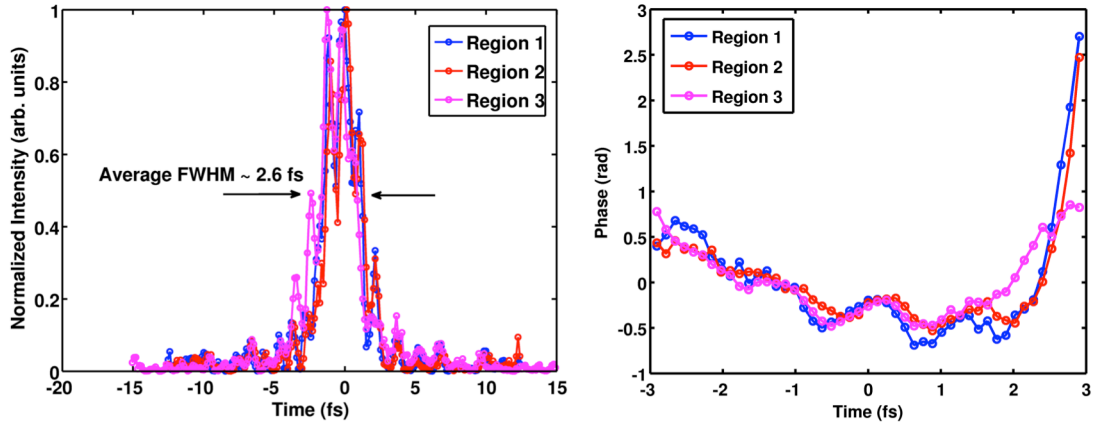 Normalized Intensity (arb. units)
1
0.8
0.6
0.4
0.2
0
-20
-15
-10
-5
0
5
10
15
Time (fs)
Region 1
Region 2
Region 3
Average FWHM ~ 2.6 fs
Phase (rad)
3
2.5
2
1.5
1
0.5
0
-0.5
-1
-3
-2
-1
0
1
2
3
Time (fs)
Region 1
Region 2
Region 3